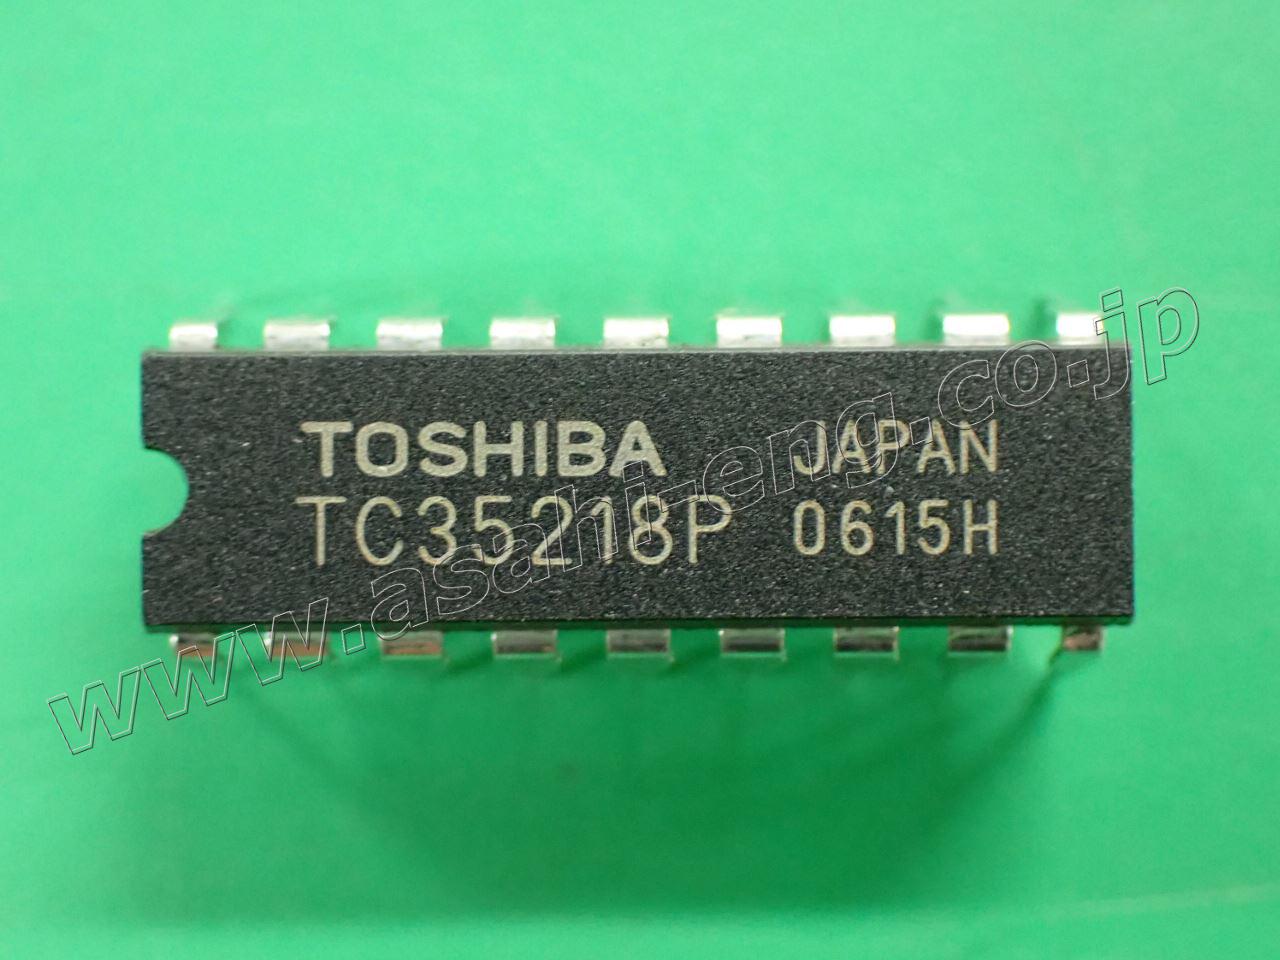 TOSHIBA JAPAN
TC35218P 0615H
www.asahi-eng.co.jp